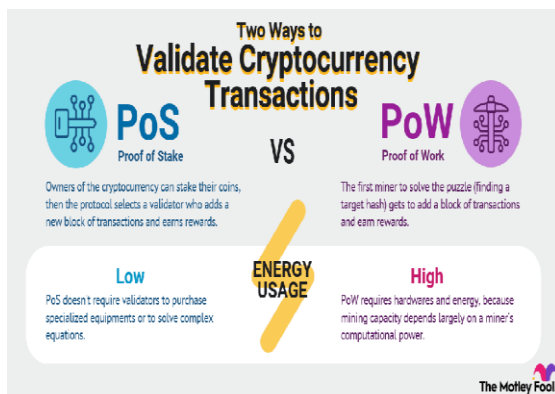 Two Ways to
Validate Cryptocurrency
Transactions
PoS
Proof of Stake
VS
PoW
Proof of Work
Owners of the cryptocurrency can stake their coins,
then the protocol selects a validator who adds a
new block of transactions and earns rewards.
The first miner to solve the puzzle (finding a
target hash) gets to add a block of transactions
and earn rewards.
ENERGY
USAGE
Low
PoS doesn't require validators to purchase
specialized equipments or to solve complex
equations.
High
PoW requires hardwares and energy, because
mining capacity depends largely on a miner's
computational power.
The Motley Fool